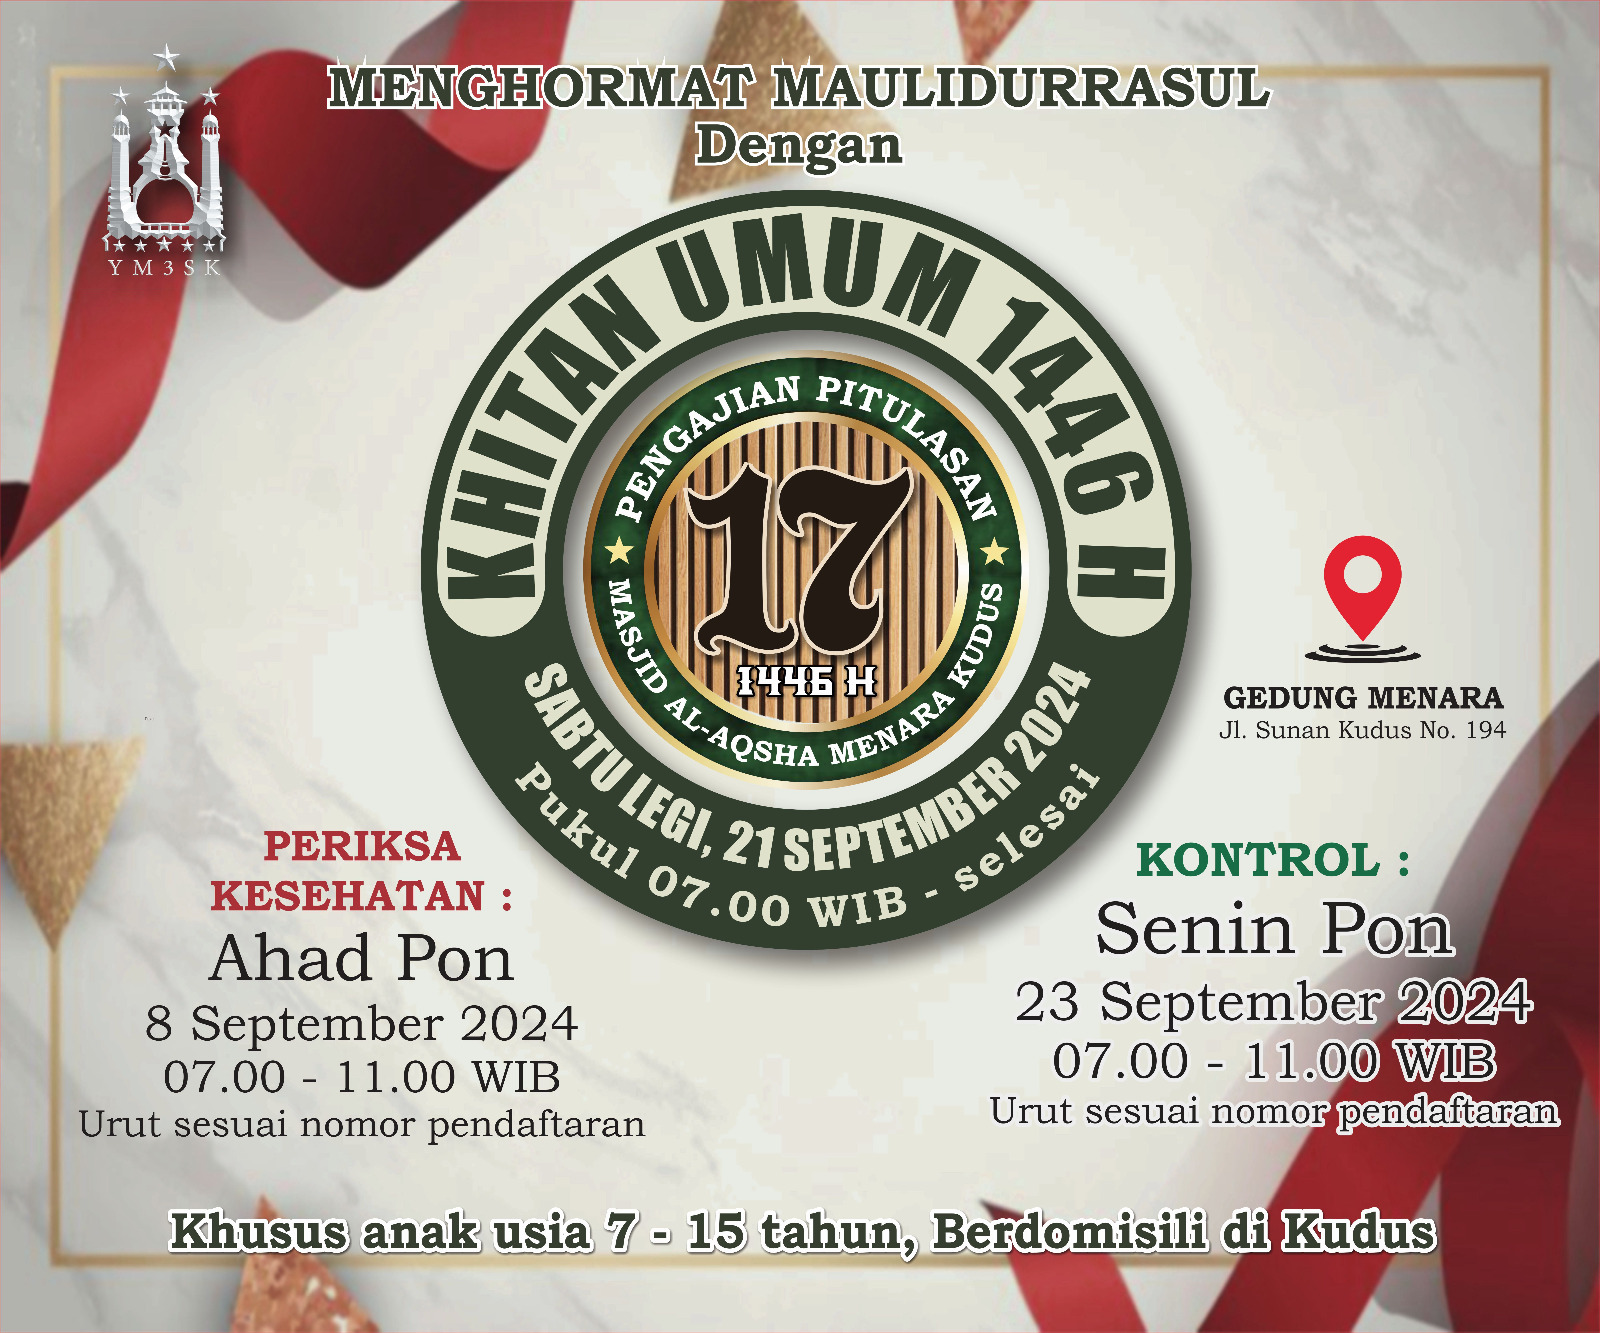 MENGHORMAT MAULIDURRASUL
Dengan
YM3SK
KHITAN UMUM 1446 H
PENGAJIAN PITULASAN
17
1446 H
MASJID AL-AQSHA MENARA KUDUS
SABTU LEGI, 21 SEPTEMBER 2024
Pukul 07.00 WIB - selesai
GEDUNG MENARA
Jl. Sunan Kudus No. 194
PERIKSA
KESEHATAN :
Ahad Pon
8 September 2024
07.00 - 11.00 WIB
Urut sesuai nomor pendaftaran
KONTROL :
Senin Pon
23 September 2024
07.00 - 11.00 WIB
Urut sesuai nomor pendaftaran
Khusus anak usia 7 - 15 tahun, Berdomisili di Kudus